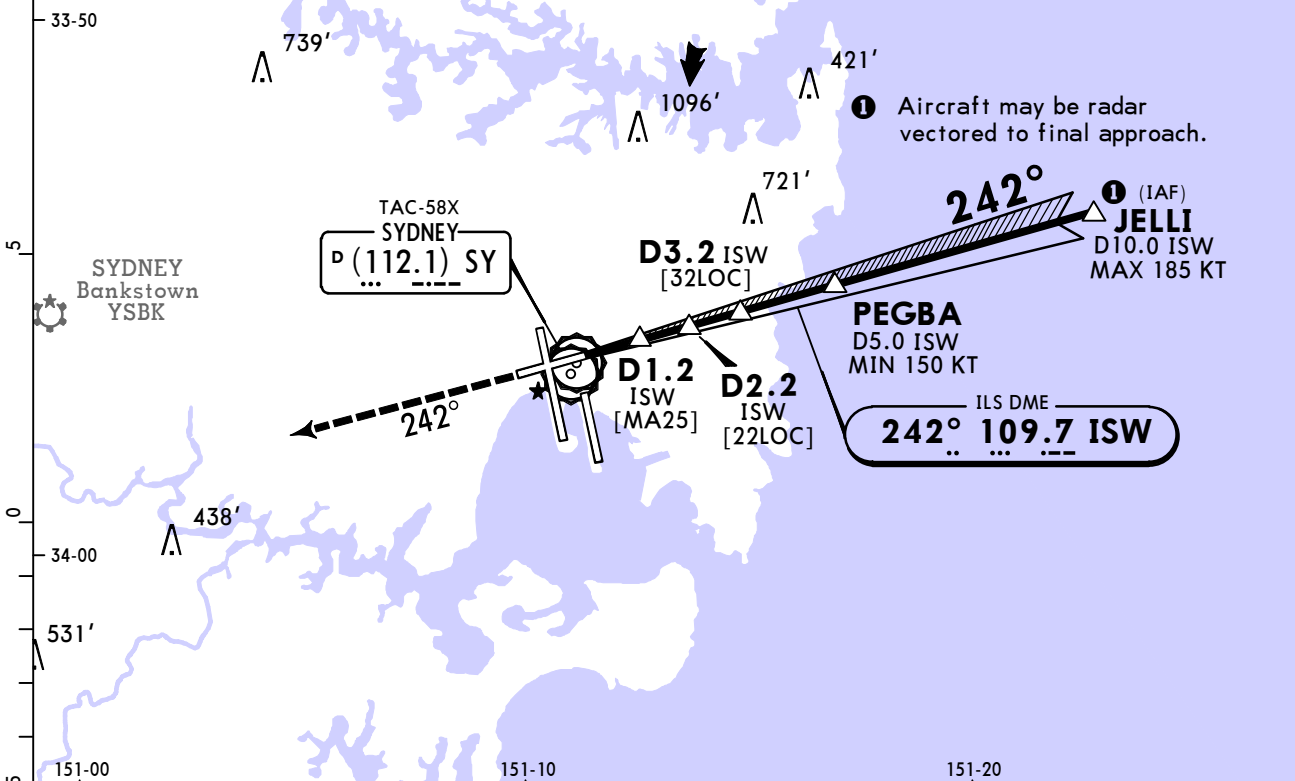 33-50
739'
421'
1096'
❶ Aircraft may be radar
vectored to final approach.
721'
242°
❶ (IAF)
JELLI
D10.0 ISW
MAX 185 KT
TAC-58X
SYDNEY
D (112.1) SY
D3.2 ISW
[32LOC]
5
SYDNEY
Bankstown
YSBK
PEGBA
D5.0 ISW
MIN 150 KT
D1.2
ISW
[MA25]
D2.2
ISW
[22LOC]
242°
ILS DME
242° 109.7 ISW
0
438'
34-00
531'
151-00
151-10
151-20